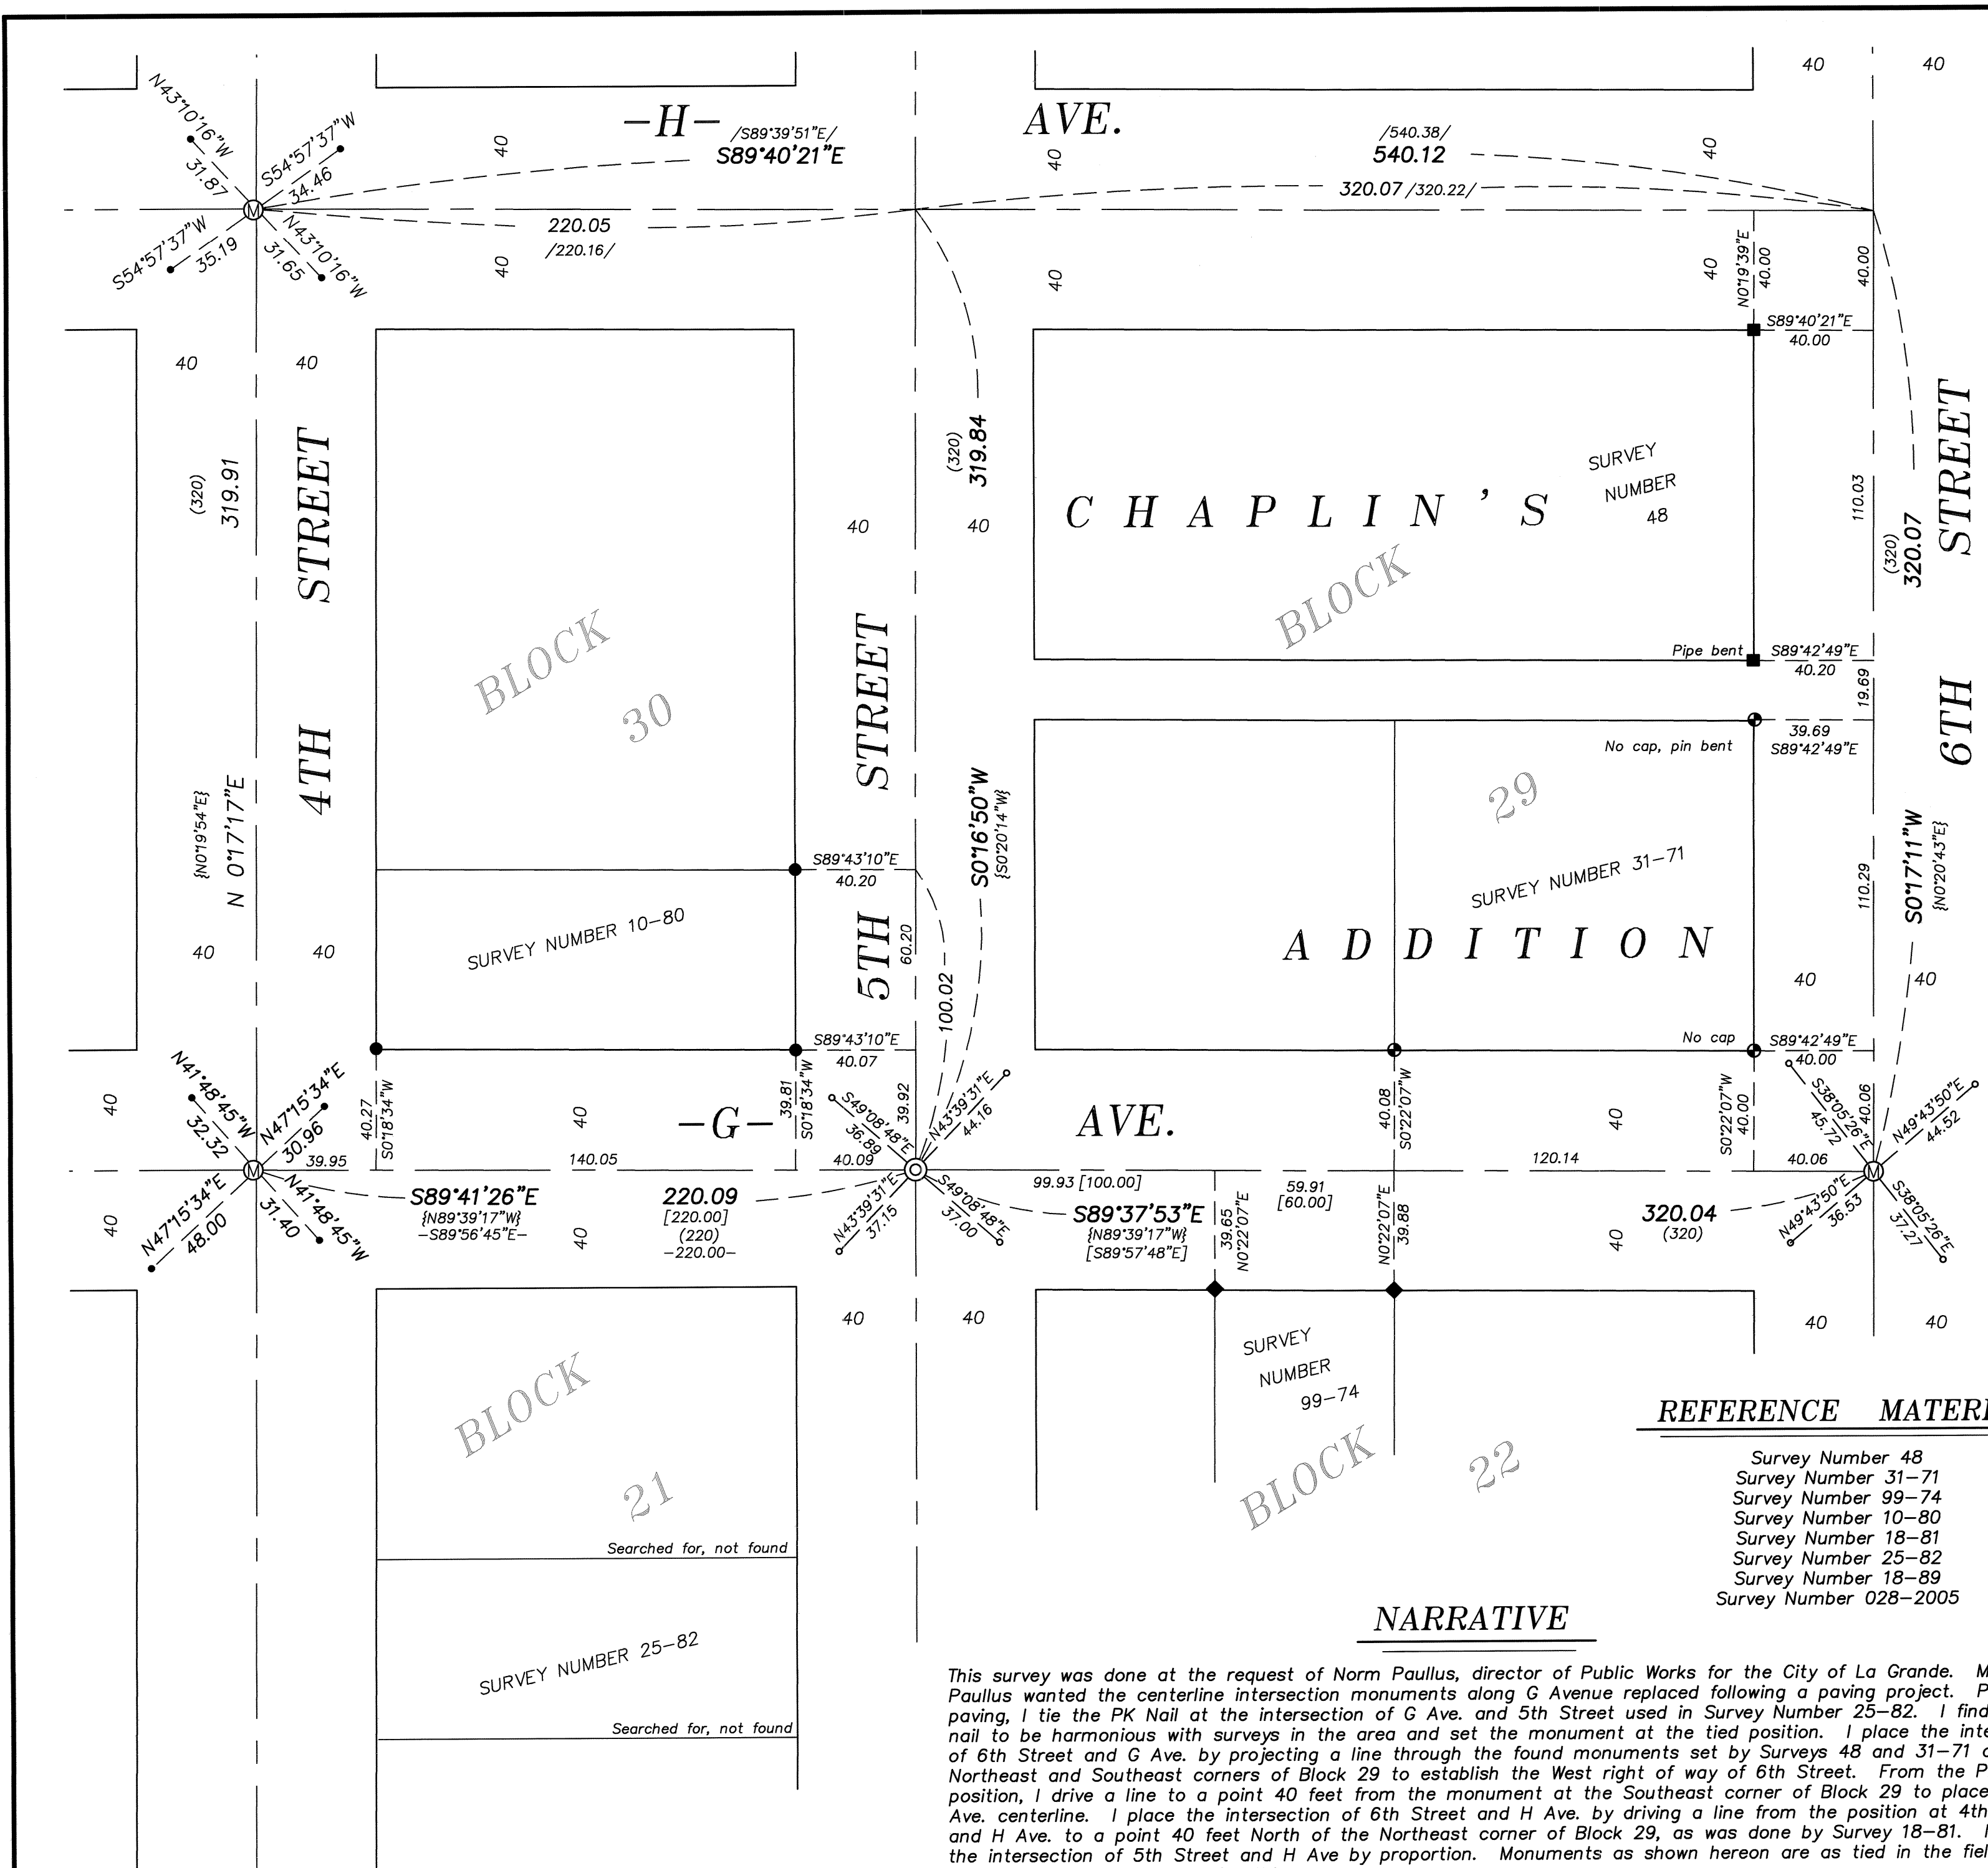 40
40
-H-
AVE.
/S89°39'51"E/
S89°40'21"E
/540.38/
540.12
320.07 /320.22/
40
40
40
N43°10'16"W
31.87
S54°57'37"W
34.46
M
S54°57'37"W
35.19
N43°10'16"W
31.65
220.05
/220.16/
40
40
40
N0°19'39"E
40.00
40.00
S89°40'21"E
40.00
40
40
(320)
319.91
4TH STREET
(320)
319.84
40
40
CHAPLIN'S
SURVEY
NUMBER
48
110.03
(320)
320.07
6TH STREET
BLOCK
30
BLOCK
29
Pipe bent
S89°42'49"E
40.20
19.69
39.69
S89°42'49"E
No cap, pin bent
5TH STREET
{N0°19'54"E}
N 0°17'17"E
S0°16'50"W
{S0°20'14"W}
S0°17'11"W
{N0°20'43"E}
S89°43'10"E
40.20
60.20
100.02
SURVEY NUMBER 10-80
SURVEY NUMBER 31-71
ADDITION
110.29
40
40
40
40
S89°43'10"E
40.07
No cap
S89°42'49"E
40.00
40
N41°48'45"W
32.32
N47°15'34"E
30.96
M
39.95
40.27
S0°18'34"W
40
140.05
-G-
AVE.
39.81
S0°18'34"W
39.92
S49°08'48"E
36.89
N43°39'31"E
44.16
40.09
40.08
S0°22'07"W
40
120.14
S0°22'07"W
40.00
40.06
40.06
S38°05'26"E
45.72
N49°43'50"E
44.52
M
40
N47°15'34"E
48.00
N41°48'45"W
31.40
S89°41'26"E
{N89°39'17"W}
-S89°56'45"E-
40
220.09
[220.00]
(220)
-220.00-
N43°39'31"E
37.15
S49°08'48"E
37.00
99.93 [100.00]
S89°37'53"E
{N89°39'17"W}
[S89°57'48"E]
39.65
N0°22'07"E
59.91
[60.00]
N0°22'07"E
39.88
40
320.04
(320)
N49°43'50"E
36.53
S38°05'26"E
37.27
40
40
40
40
SURVEY
NUMBER
99-74
BLOCK
21
BLOCK
22
Searched for, not found
SURVEY NUMBER 25-82
Searched for, not found
REFERENCE MATERI
Survey Number 48
Survey Number 31-71
Survey Number 99-74
Survey Number 10-80
Survey Number 18-81
Survey Number 25-82
Survey Number 18-89
Survey Number 028-2005
NARRATIVE
This survey was done at the request of Norm Paullus, director of Public Works for the City of La Grande. M
Paullus wanted the centerline intersection monuments along G Avenue replaced following a paving project. P
paving, I tie the PK Nail at the intersection of G Ave. and 5th Street used in Survey Number 25-82. I find
nail to be harmonious with surveys in the area and set the monument at the tied position. I place the inte
of 6th Street and G Ave. by projecting a line through the found monuments set by Surveys 48 and 31-71
Northeast and Southeast corners of Block 29 to establish the West right of way of 6th Street. From the P
position, I drive a line to a point 40 feet from the monument at the Southeast corner of Block 29 to place
Ave. centerline. I place the intersection of 6th Street and H Ave. by driving a line from the position at 4th
and H Ave. to a point 40 feet North of the Northeast corner of Block 29, as was done by Survey 18-81.
the intersection of 5th Street and H Ave by proportion. Monuments as shown hereon are as tied in the fiel